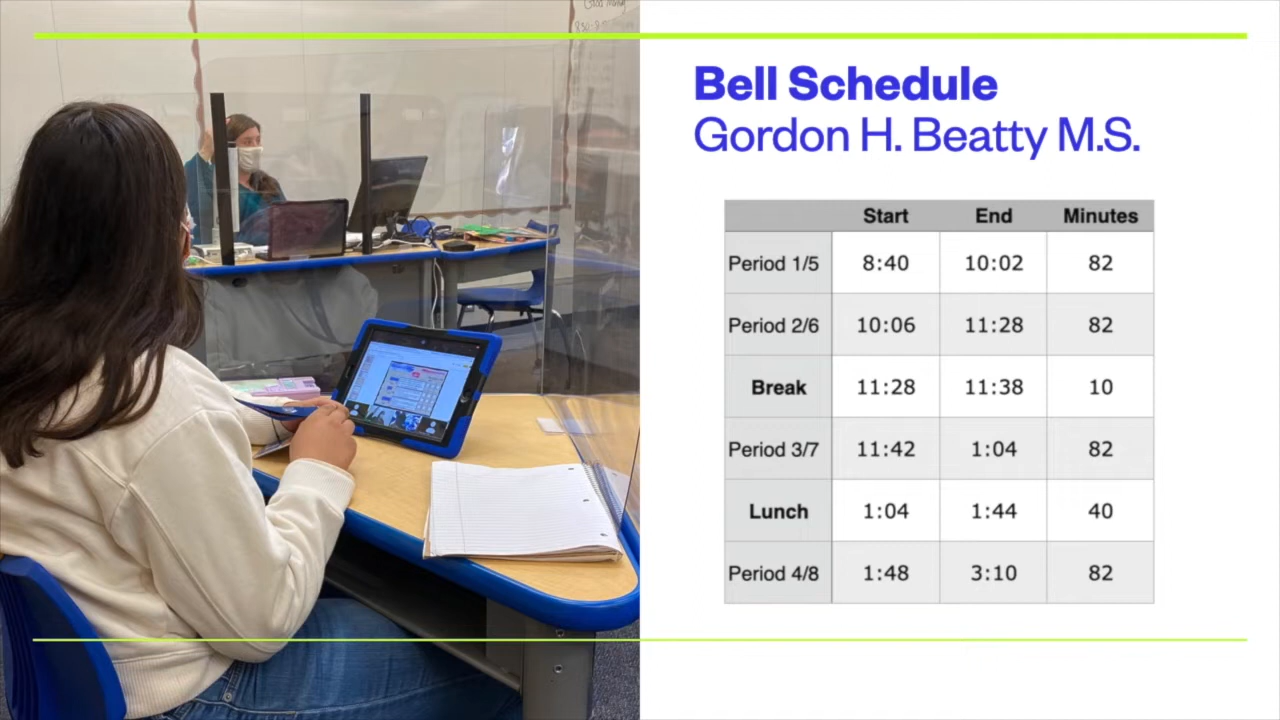 Bell Schedule
Gordon H. Beatty M.S.
Start End Minutes
Period 1/5 8:40 10:02 82
Period 2/6 10:06 11:28 82
Break 11:28 11:38 10
Period 3/7 11:42 1:04 82
Lunch 1:04 1:44 40
Period 4/8 1:48 3:10 82